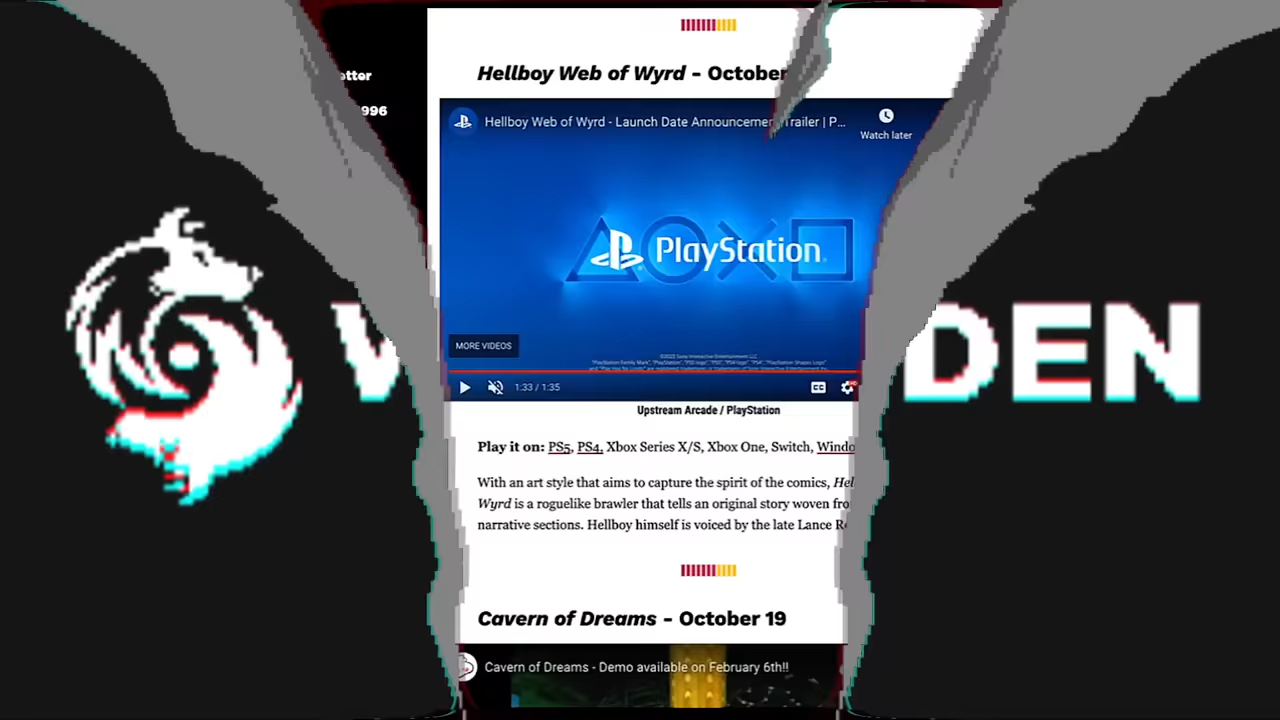 etter
996
Hellboy Web of Wyrd - October
Hellboy Web of Wyrd - Launch Date Announcement Trailer | P...
Watch later
PlayStation
MORE VIDEOS
1:33 / 1:35
CC
Upstream Arcade / PlayStation
Play it on: PS5, PS4, Xbox Series X/S, Xbox One, Switch, Windo
With an art style that aims to capture the spirit of the comics, Hel
Wyrd is a roguelike brawler that tells an original story woven fro
narrative sections. Hellboy himself is voiced by the late Lance R
DEN
Cavern of Dreams - October 19
Cavern of Dreams - Demo available on February 6th!!